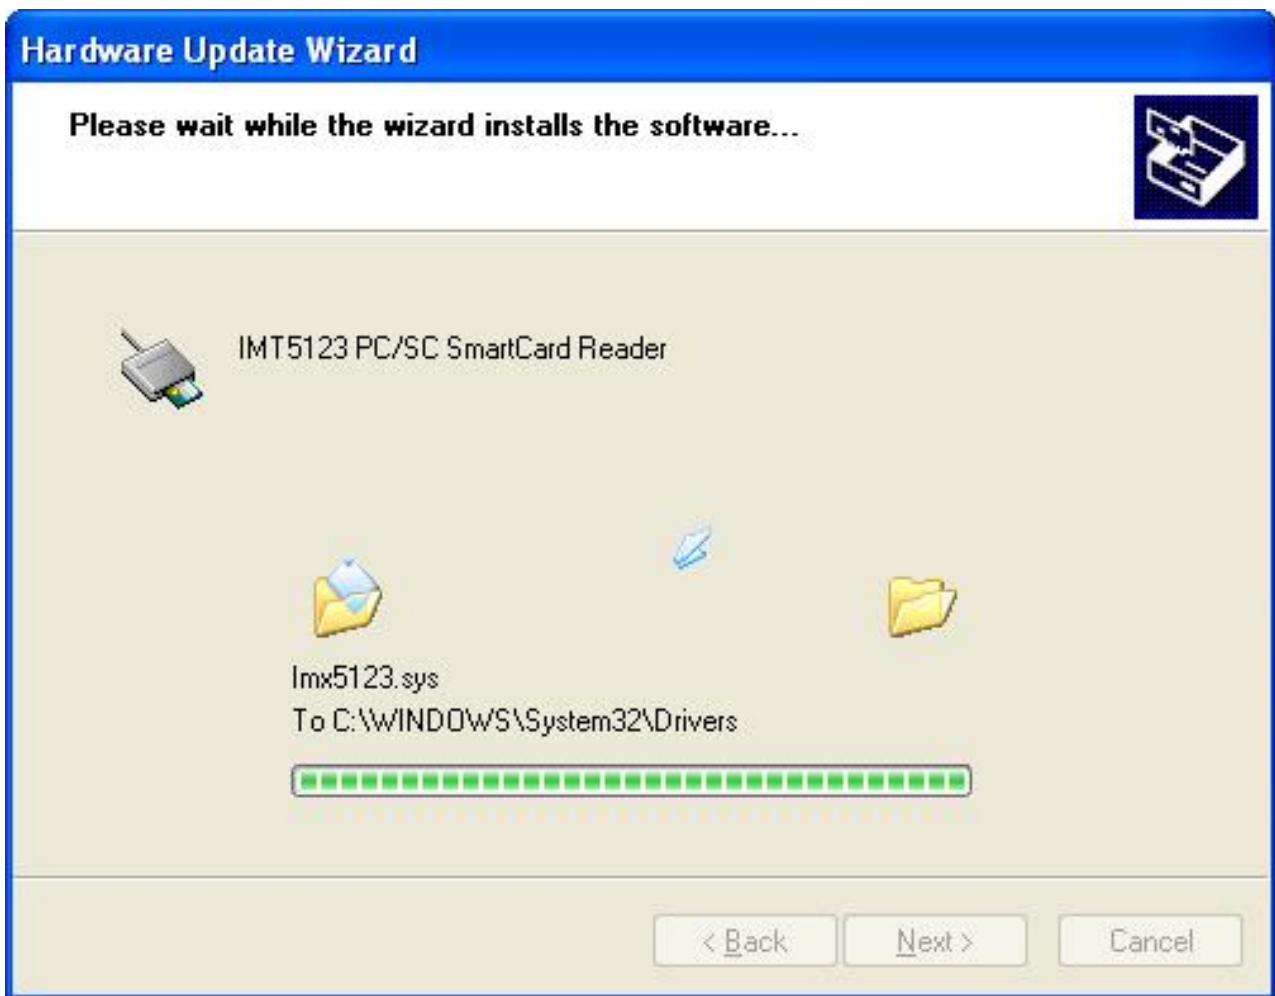 Hardware Update Wizard
Please wait while the wizard installs the software...
IMT5123 PC/SC SmartCard Reader
Imx5123.sys
To C:\WINDOWS\System32\Drivers
< Back
Next >
Cancel